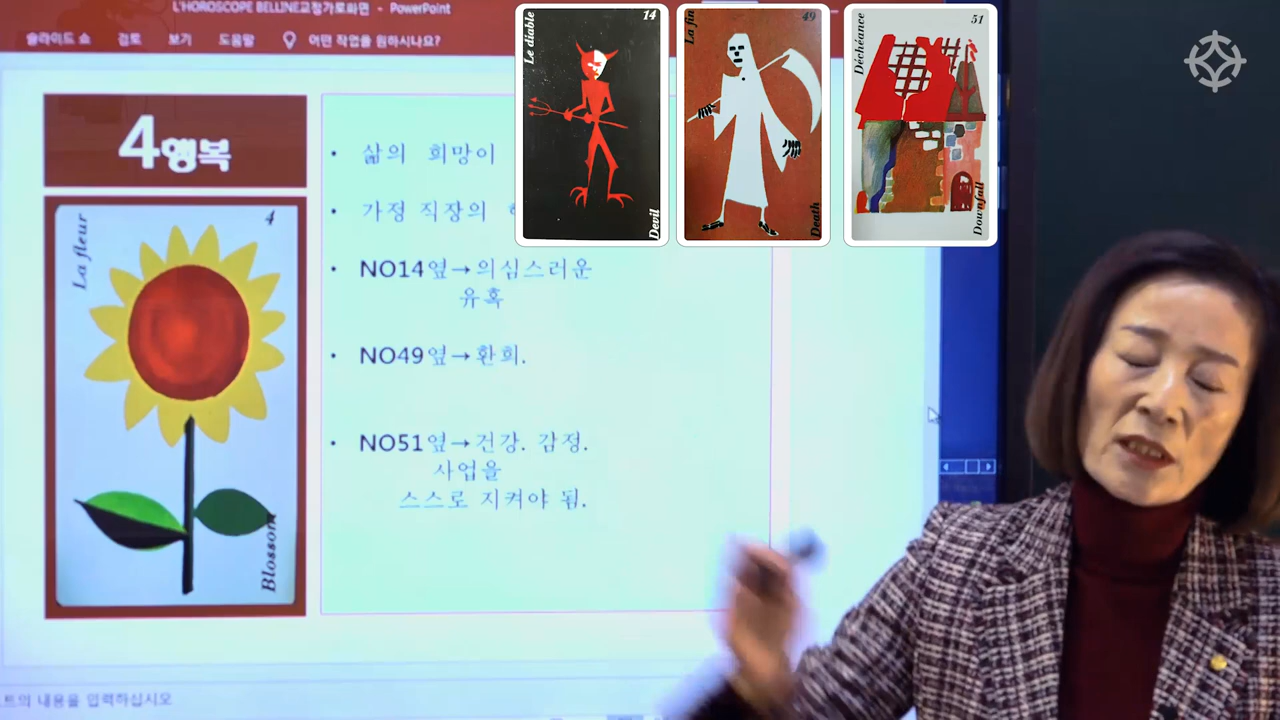 L'HOROSCOPE BELLINE교정가로화면 - PowerPoint
슬라이드 쇼 검토 보기 도움말 어떤 작업을 원하시나요?
Le diable
14
Devil
La fin
49
Death
Déchéance
51
Downfall
4행복
La fleur
4
Blossom
• 삶의 희망이
• 가정 직장의
• NO14옆→의심스러운
유혹
• NO49옆→환희.
• NO51옆→건강. 감정.
사업을
스스로 지켜야 됨.
트의 내용을 입력하십시오